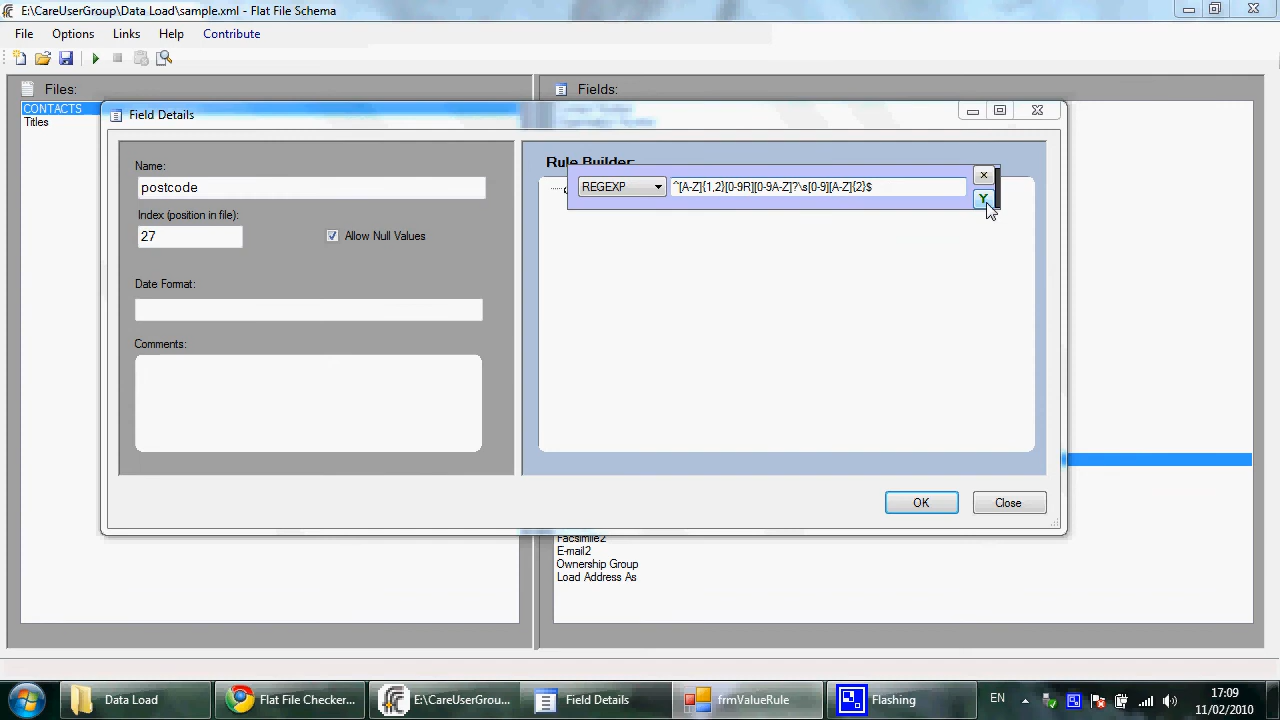 E:\CareUserGroup\Data Load\sample.xml - Flat File Schema
File Options Links Help Contribute
Files:
CONTACTS
Titles
Fields:
Field Details
Name:
postcode
Index (position in file):
27
Allow Null Values
Date Format:
Comments:
Rule Builder:
REGEXP
^[A-Z]{1,2}[0-9R][0-9A-Z]?\s[0-9][A-Z]{2}$
Y
OK
Close
Facsimile2
E-mail2
Ownership Group
Load Address As
Data Load
Flat File Checker...
E:\CareUserGrou...
Field Details
frmValueRule
Flashing
EN
17:09
11/02/2010